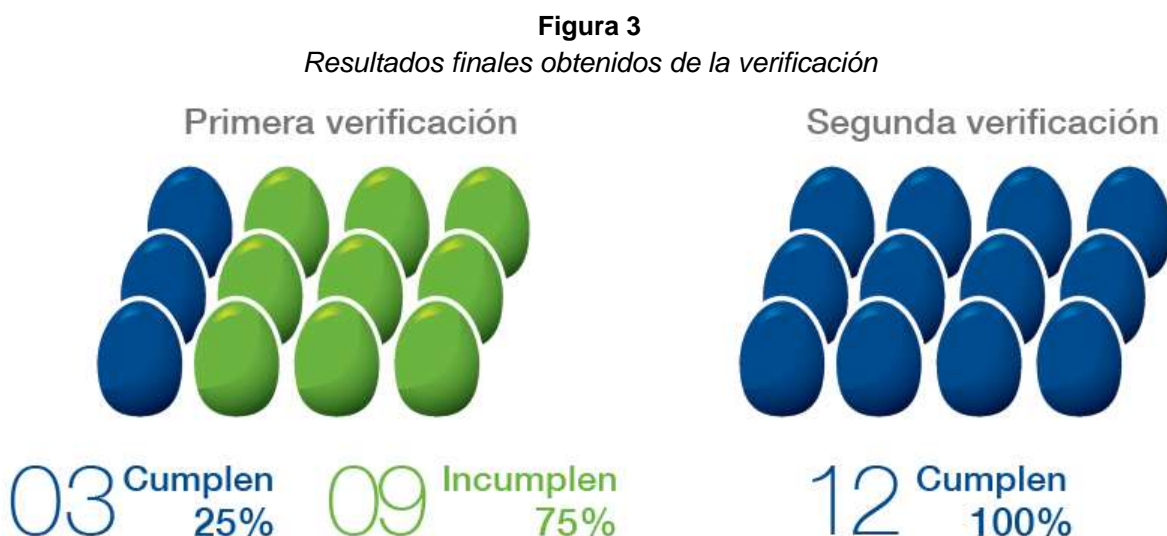 Figura 3
Resultados finales obtenidos de la verificación
Primera verificación
Segunda verificación
03 Cumplen 25%
09 Incumplen 75%
12 Cumplen 100%